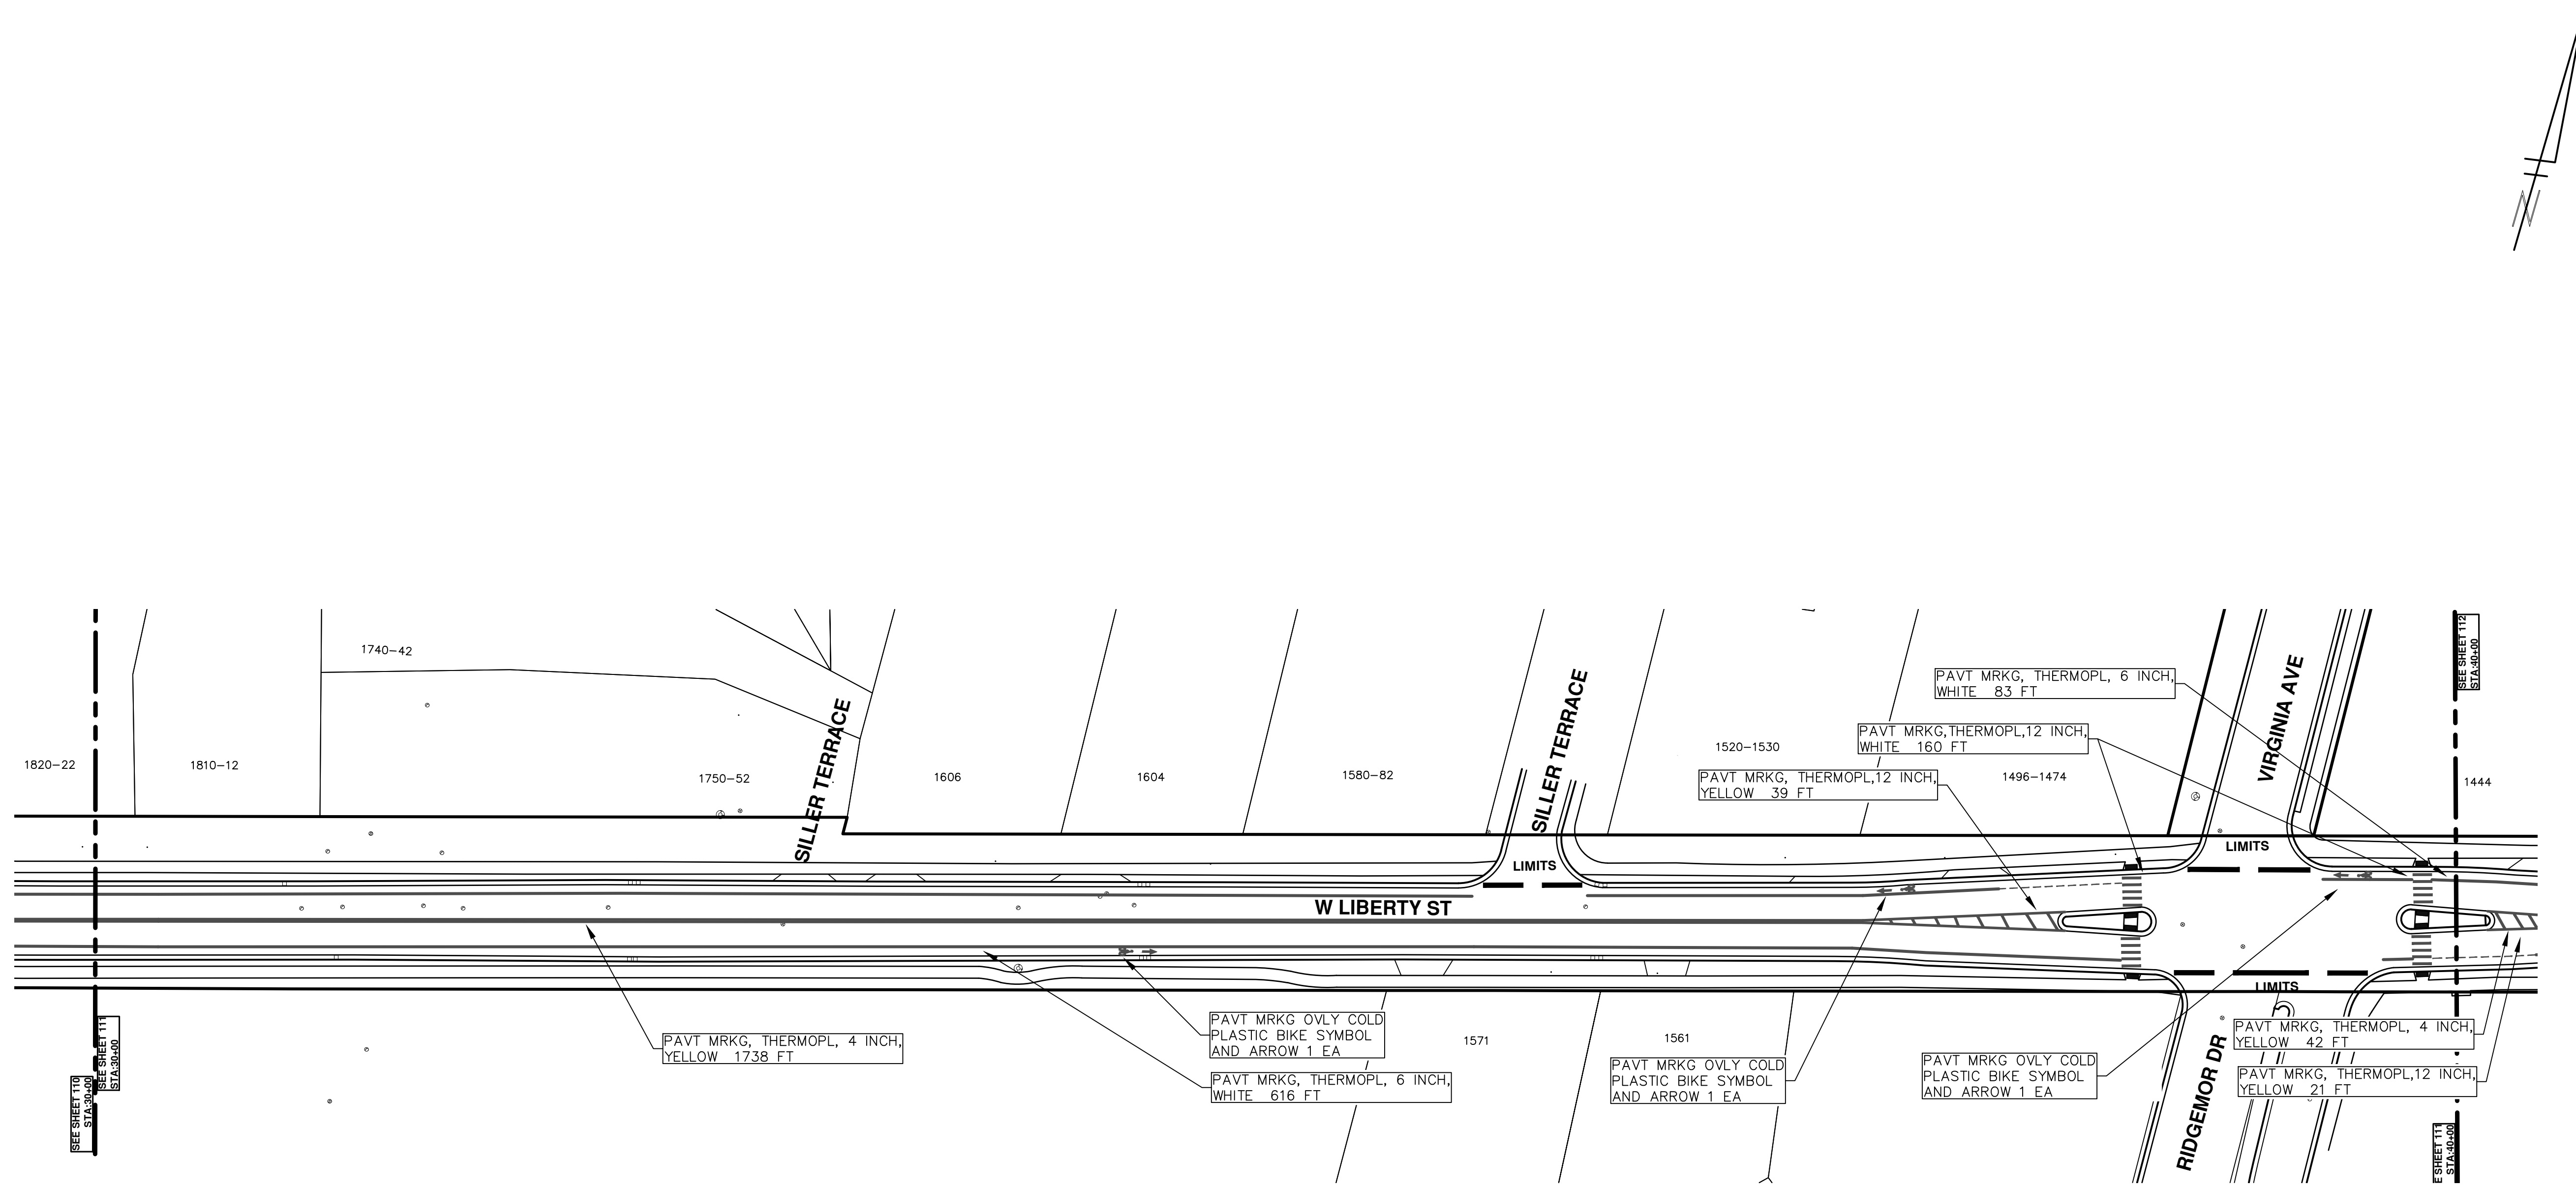 N
SEE SHEET 112
STA:40+00
1740-42
PAVT MRKG, THERMOPL, 6 INCH,
WHITE 83 FT
SILLER TERRACE
SILLER TERRACE
VIRGINIA AVE
PAVT MRKG,THERMOPL,12 INCH,
WHITE 160 FT
1820-22
1810-12
1750-52
1606
1604
1580-82
1520-1530
PAVT MRKG, THERMOPL,12 INCH,
YELLOW 39 FT
1496-1474
1444
LIMITS
LIMITS
W LIBERTY ST
LIMITS
SEE SHEET 111
STA:30+00
SEE SHEET 110
STA:30+00
PAVT MRKG, THERMOPL, 4 INCH,
YELLOW 1738 FT
PAVT MRKG OVLY COLD
PLASTIC BIKE SYMBOL
AND ARROW 1 EA
PAVT MRKG, THERMOPL, 6 INCH,
WHITE 616 FT
1571
1561
PAVT MRKG OVLY COLD
PLASTIC BIKE SYMBOL
AND ARROW 1 EA
PAVT MRKG OVLY COLD
PLASTIC BIKE SYMBOL
AND ARROW 1 EA
RIDGEMOR DR
PAVT MRKG, THERMOPL, 4 INCH,
YELLOW 42 FT
PAVT MRKG, THERMOPL,12 INCH,
YELLOW 21 FT
E SHEET 111
STA:40+00